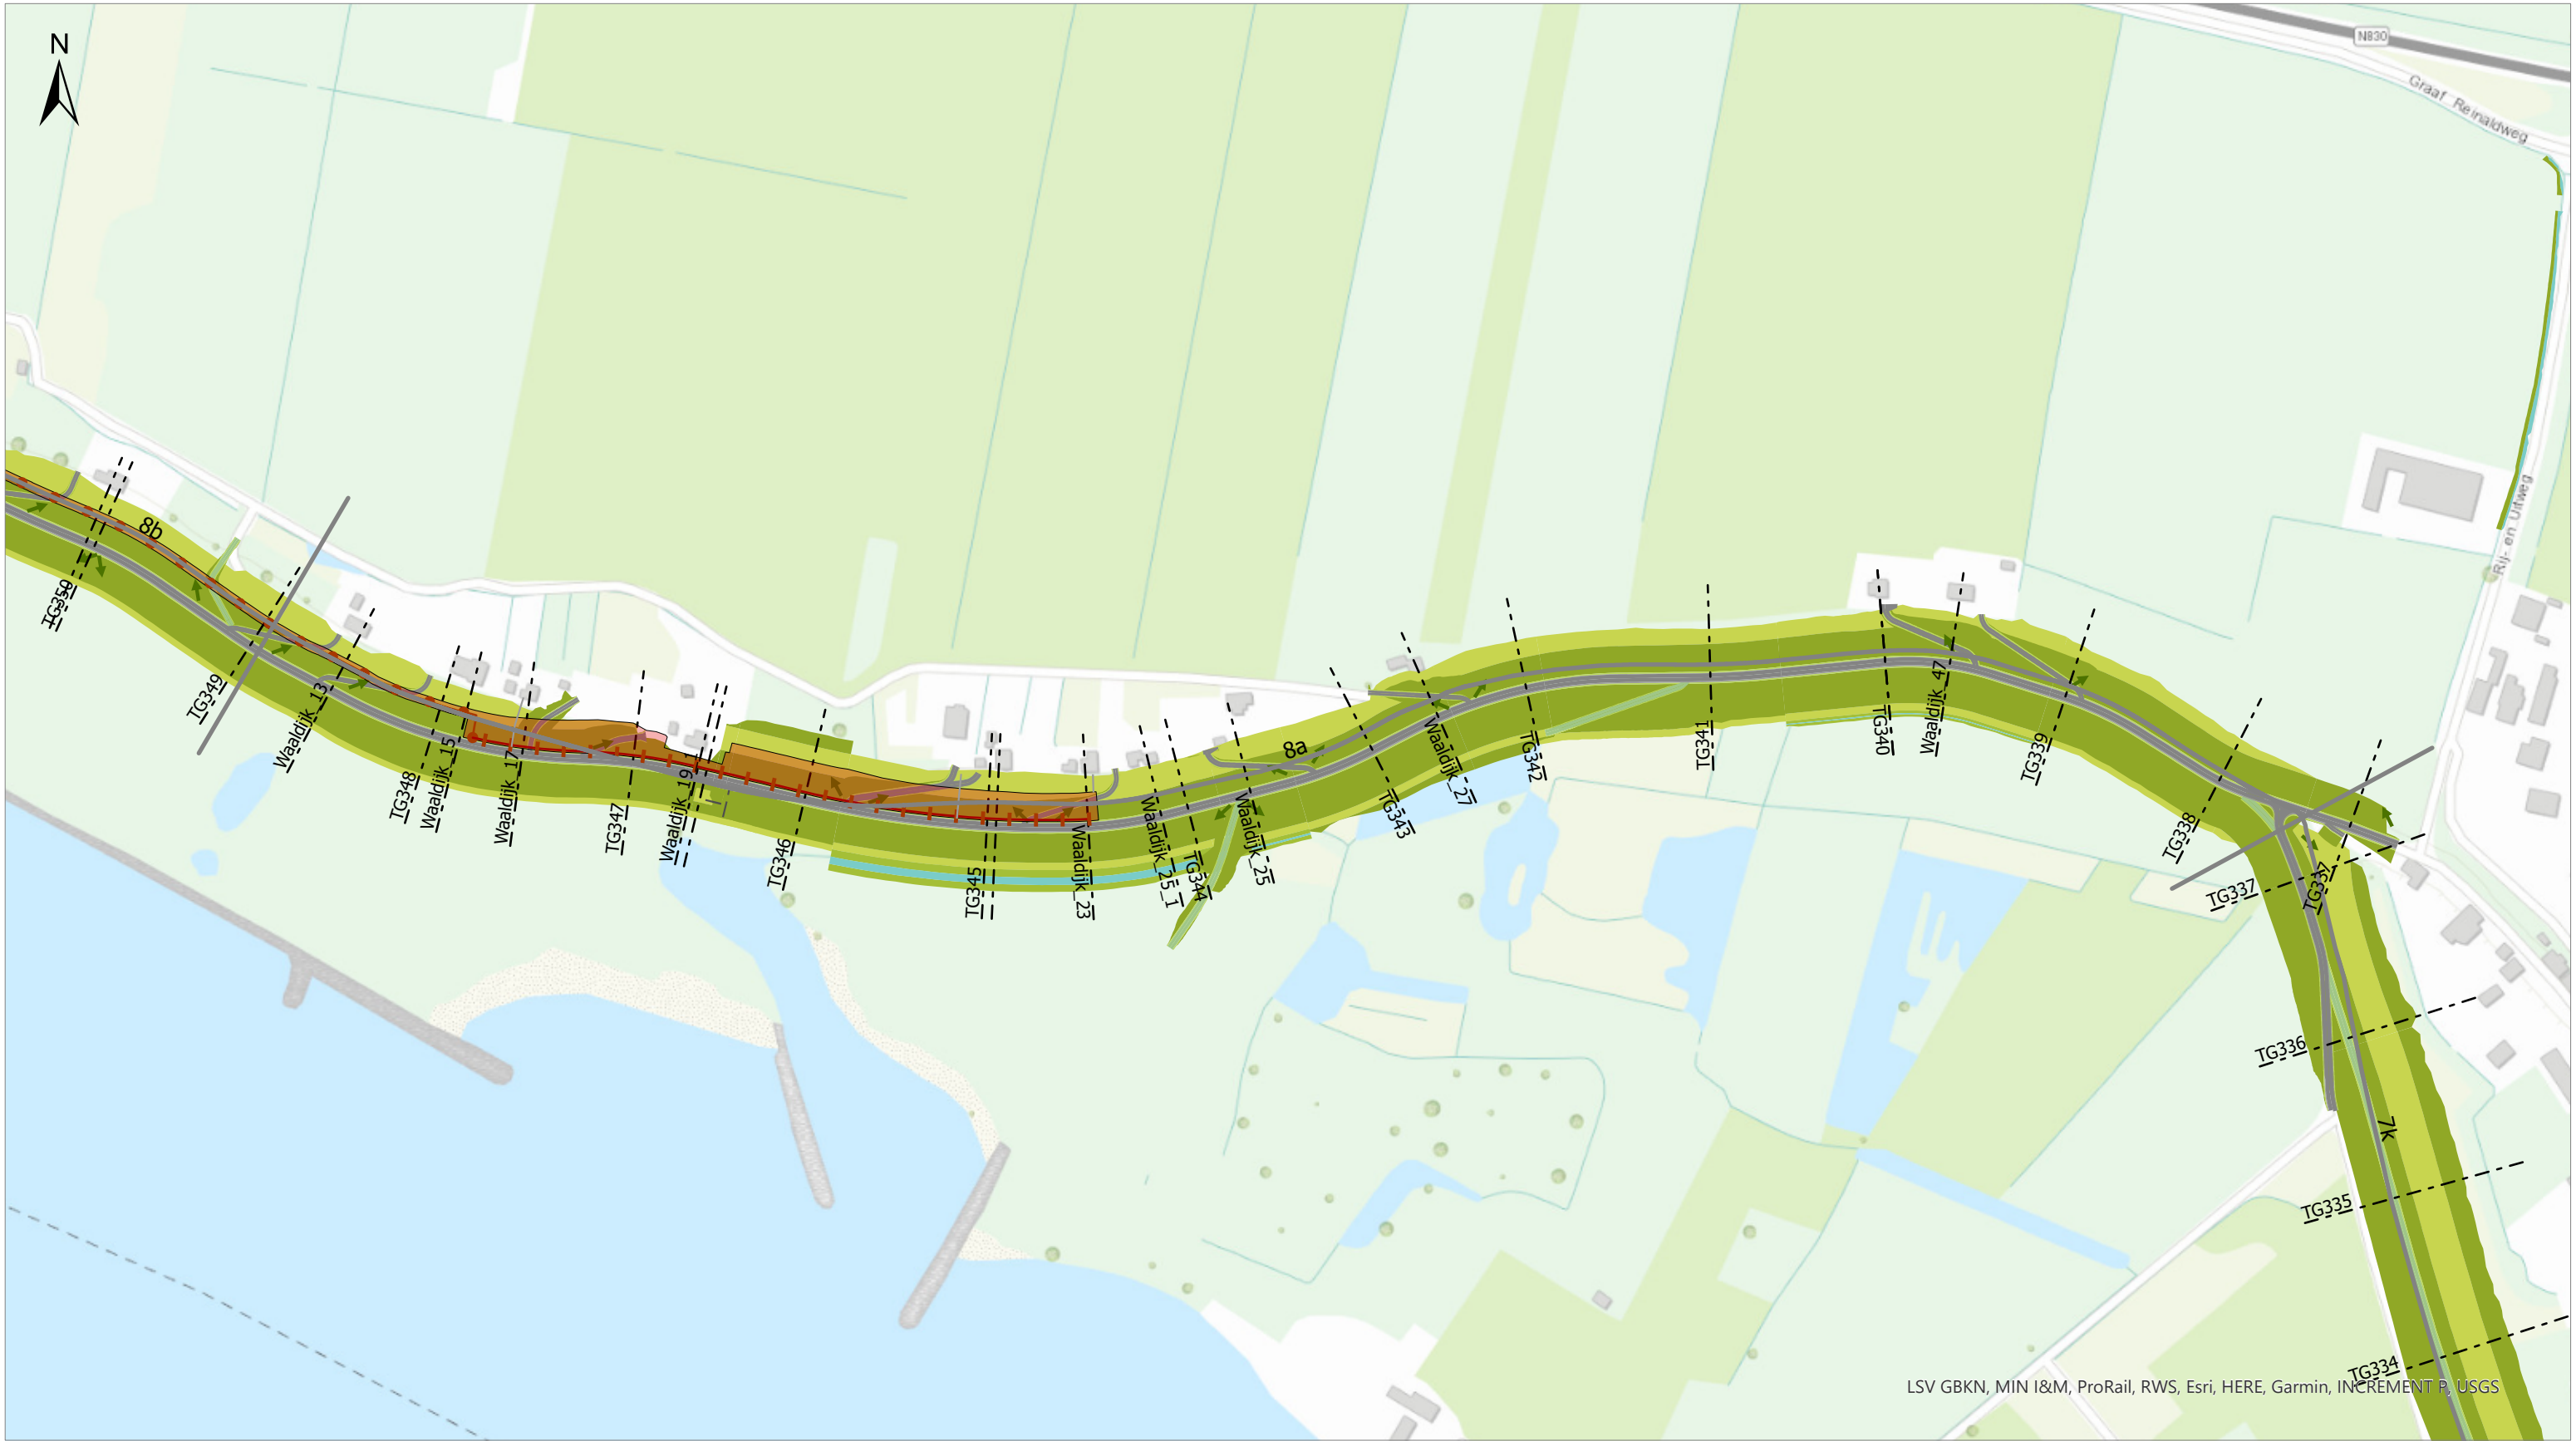 N
N830
Graaf Reinaldweg
Rij- en Uitweg
8b
TG350
TG349
Waaldijk_13
TG348
Waaldijk_15
Waaldijk_17
TG347
Waaldijk_19
TG346
TG345
Waaldijk_23
Waaldijk_25_1
TG344
Waaldijk_25
8a
TG343
Waaldijk_27
TG342
TG341
TG340
Waaldijk_47
TG339
TG338
TG337
TG337
TG336
7k
TG335
TG334
LSV GBKN, MIN I&M, ProRail, RWS, Esri, HERE, Garmin, INCREMENT P, USGS